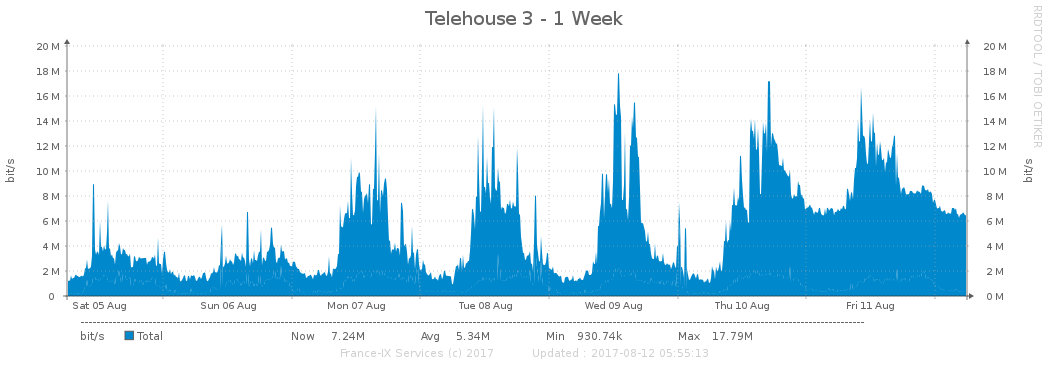 Telehouse 3 - 1 Week
RRDTOOL / TOBI OETIKER
bit/s
20 M 20 M
18 M 18 M
16 M 16 M
14 M 14 M
12 M 12 M
10 M 10 M
8 M 8 M
6 M 6 M
4 M 4 M
2 M 2 M
0 0 M
bit/s
Sat 05 Aug Sun 06 Aug Mon 07 Aug Tue 08 Aug Wed 09 Aug Thu 10 Aug Fri 11 Aug
bit/s Total Now 7.24M Avg 5.34M Min 930.74k Max 17.79M
France-IX Services (c) 2017 Updated : 2017-08-12 05:55:13